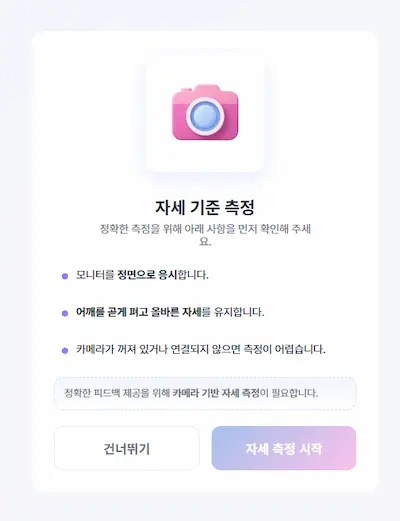 자세 기준 측정
정확한 측정을 위해 아래 사항을 먼저 확인해 주세
요.
모니터를 정면으로 응시합니다.
어깨를 곧게 펴고 올바른 자세를 유지합니다.
카메라가 꺼져 있거나 연결되지 않으면 측정이 어렵습니다.
정확한 피드백 제공을 위해 카메라 기반 자세 측정이 필요합니다.
건너뛰기
자세 측정 시작